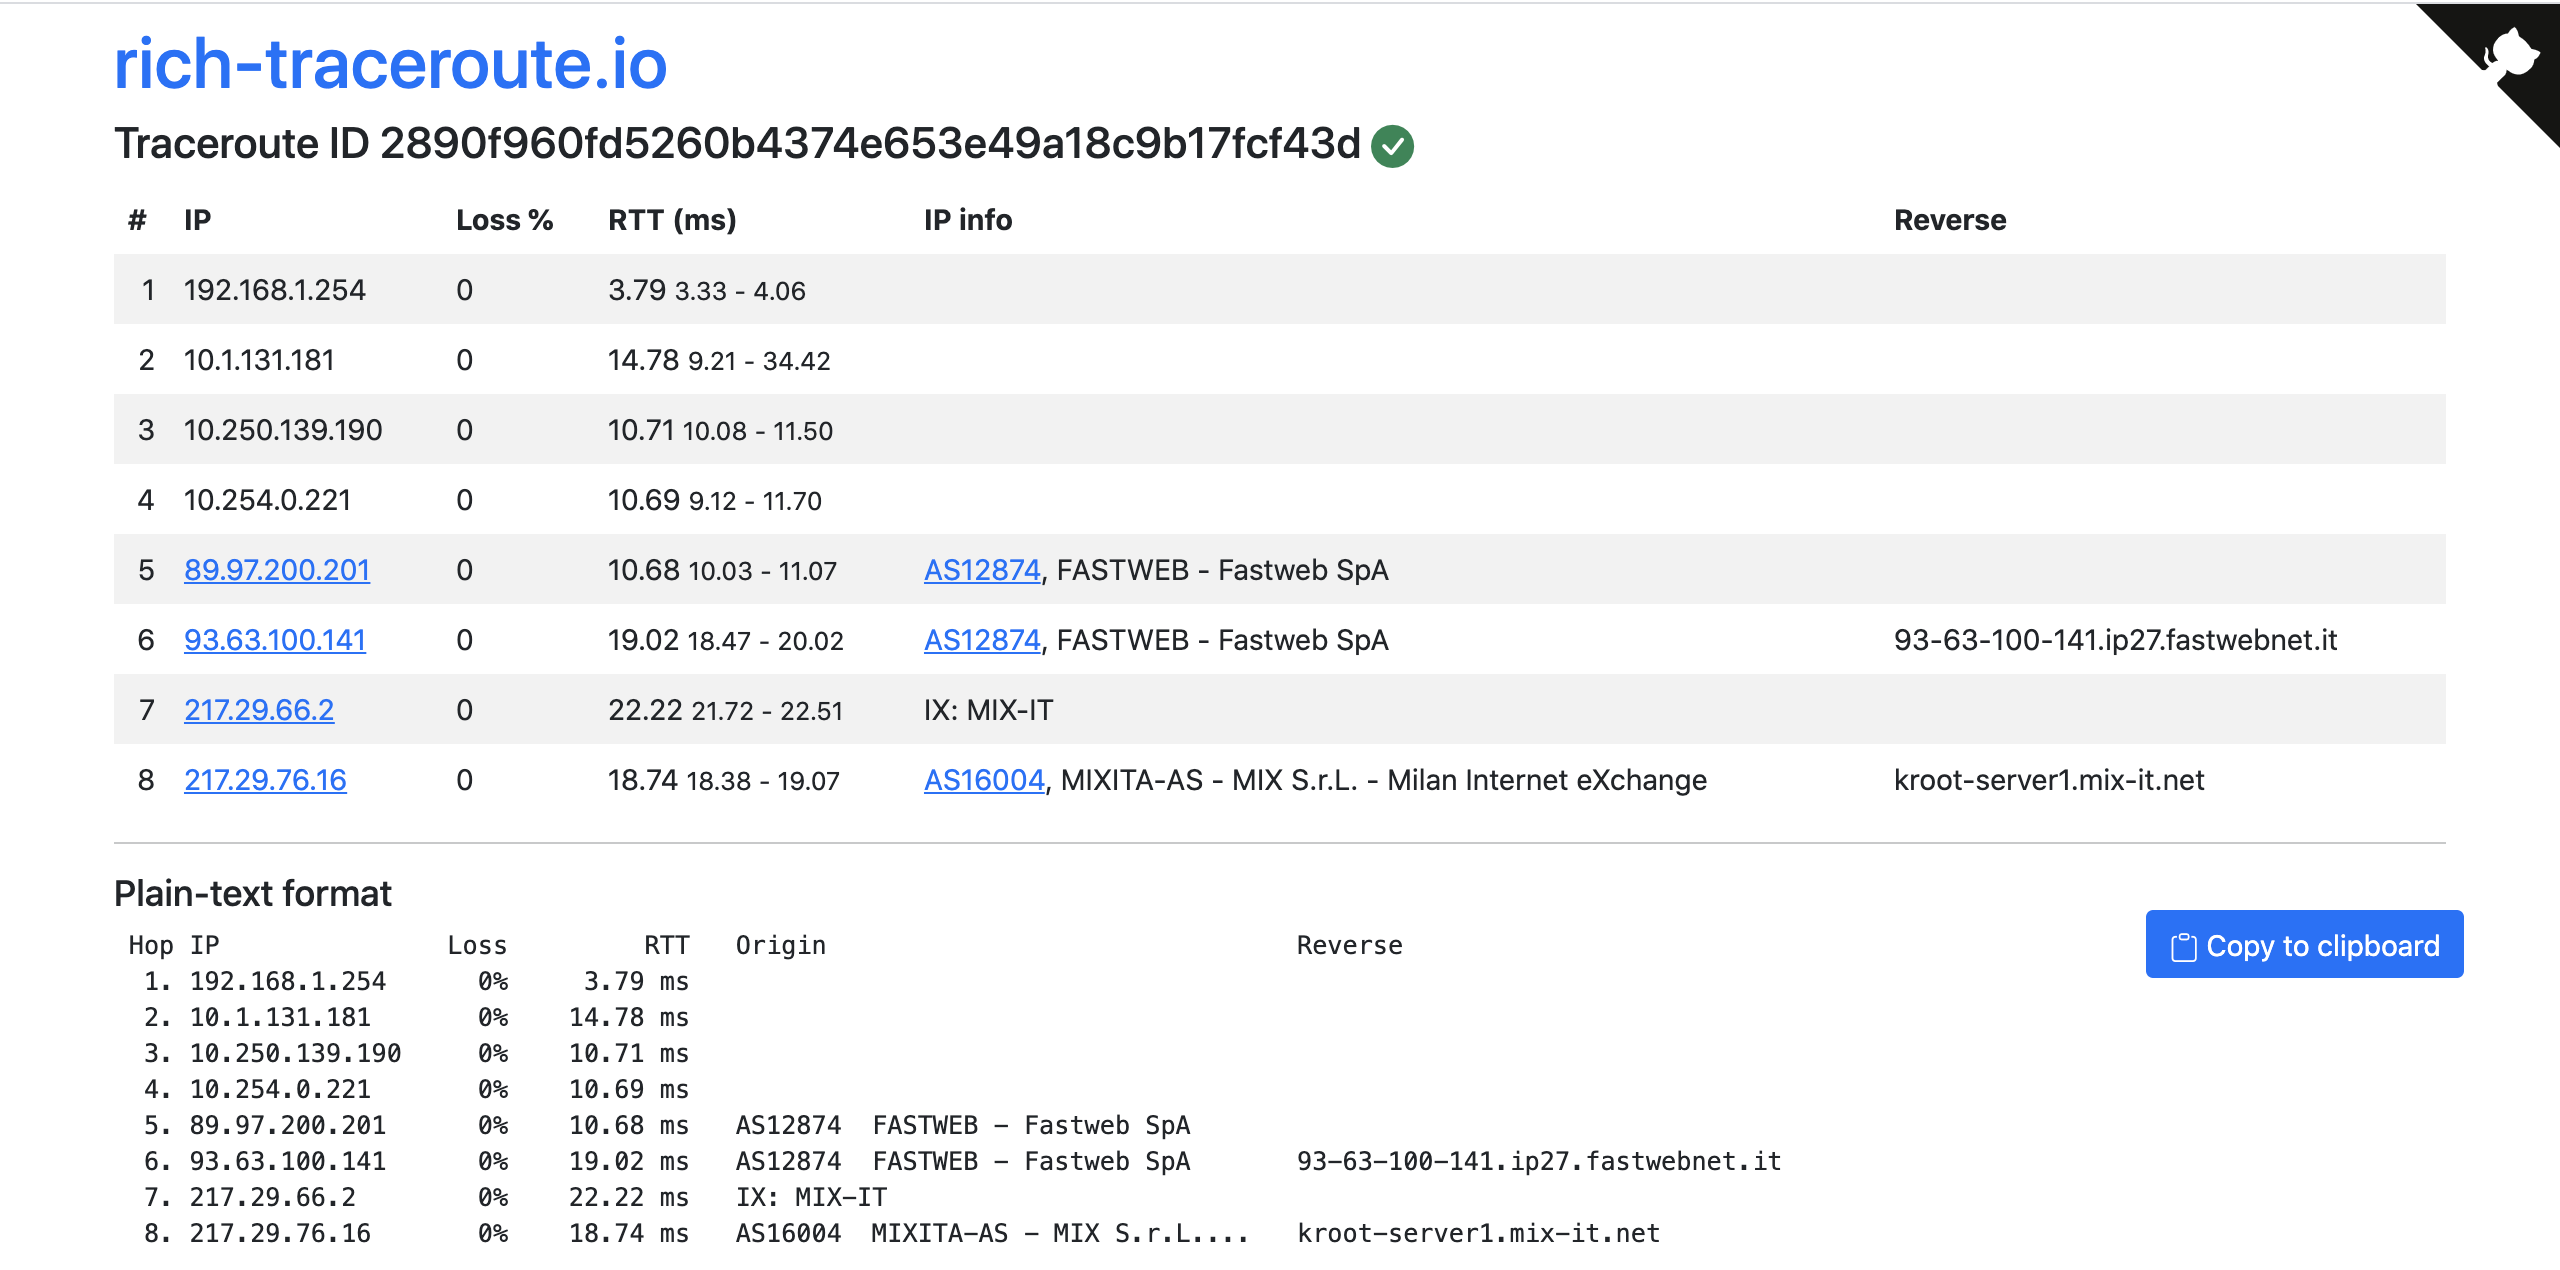 rich-traceroute.io
Traceroute ID 2890f960fd5260b4374e653e49a18c9b17fcf43d
# IP Loss % RTT (ms) IP info Reverse
1 192.168.1.254 0 3.79 3.33 - 4.06
2 10.1.131.181 0 14.78 9.21 - 34.42
3 10.250.139.190 0 10.71 10.08 - 11.50
4 10.254.0.221 0 10.69 9.12 - 11.70
5 89.97.200.201 0 10.68 10.03 - 11.07 AS12874, FASTWEB - Fastweb SpA
6 93.63.100.141 0 19.02 18.47 - 20.02 AS12874, FASTWEB - Fastweb SpA 93-63-100-141.ip27.fastwebnet.it
7 217.29.66.2 0 22.22 21.72 - 22.51 IX: MIX-IT
8 217.29.76.16 0 18.74 18.38 - 19.07 AS16004, MIXITA-AS - MIX S.r.L. - Milan Internet eXchange kroot-server1.mix-it.net
Plain-text format
Copy to clipboard
Hop IP Loss RTT Origin Reverse
1. 192.168.1.254 0% 3.79 ms
2. 10.1.131.181 0% 14.78 ms
3. 10.250.139.190 0% 10.71 ms
4. 10.254.0.221 0% 10.69 ms
5. 89.97.200.201 0% 10.68 ms AS12874 FASTWEB - Fastweb SpA
6. 93.63.100.141 0% 19.02 ms AS12874 FASTWEB - Fastweb SpA 93-63-100-141.ip27.fastwebnet.it
7. 217.29.66.2 0% 22.22 ms IX: MIX-IT
8. 217.29.76.16 0% 18.74 ms AS16004 MIXITA-AS - MIX S.r.L.... kroot-server1.mix-it.net